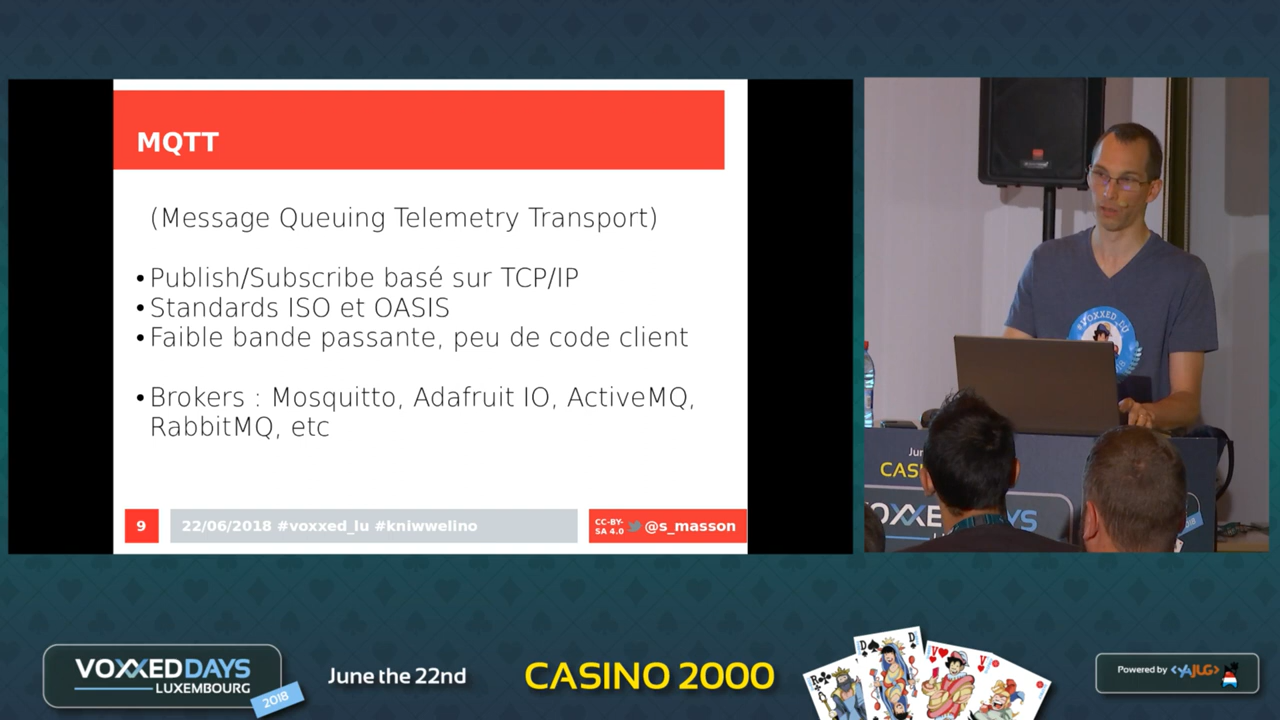 MQTT
(Message Queuing Telemetry Transport)
•Publish/Subscribe basé sur TCP/IP
•Standards ISO et OASIS
•Faible bande passante, peu de code client
•Brokers : Mosquitto, Adafruit IO, ActiveMQ,
RabbitMQ, etc
9
22/06/2018 #voxxed_lu #kniwwelino
CC-BY-
SA 4.0
@s_masson
#VOXXED_LU
VOXXED DAYS
LUXEMBOURG
2018
June the 22nd
CASINO 2000
Powered by <YAJUG>